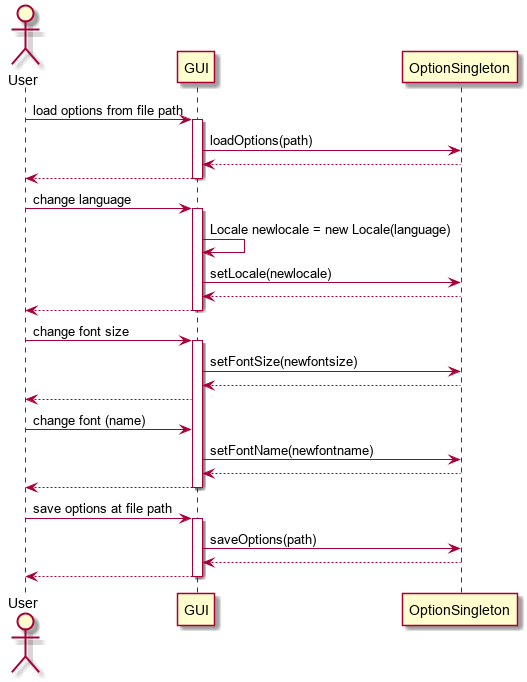 User
GUI
OptionSingleton
load options from file path
loadOptions(path)
change language
Locale newlocale = new Locale(language)
setLocale(newlocale)
change font size
setFontSize(newfontsize)
change font (name)
setFontName(newfontname)
save options at file path
saveOptions(path)
User
GUI
OptionSingleton